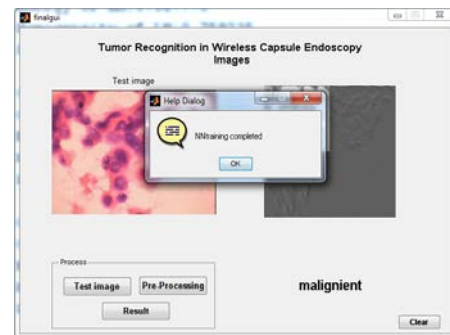 finalgui
Tumor Recognition in Wireless Capsule Endoscopy
Images
Test image
Help Dialog
NNtraining completed
OK
Process
Test image
Pre-Processing
Result
malignient
Clear